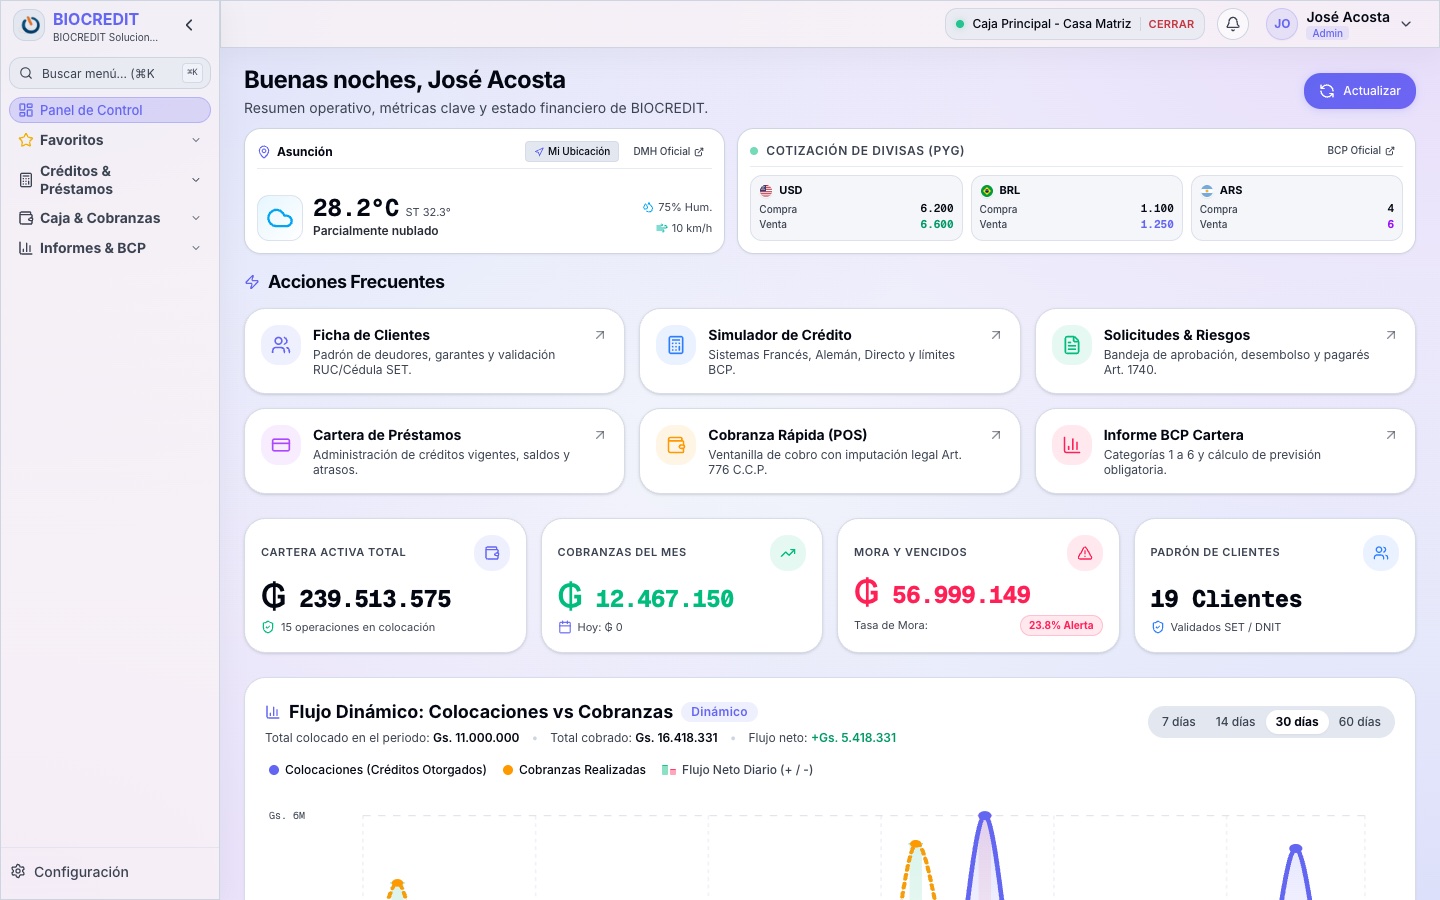 BIOCREDIT
BIOCREDIT Solucion...
Buscar menú... (⌘K
⌘K
Panel de Control
Favoritos
Créditos &
Préstamos
Caja & Cobranzas
Informes & BCP
Configuración
Caja Principal - Casa Matriz
CERRAR
JO
José Acosta
Admin
Buenas noches, José Acosta
Resumen operativo, métricas clave y estado financiero de BIOCREDIT.
Actualizar
Asunción
Mi Ubicación
DMH Oficial
28.2°C ST 32.3°
Parcialmente nublado
75% Hum.
10 km/h
COTIZACIÓN DE DIVISAS (PYG)
BCP Oficial
USD
Compra 6.200
Venta 6.600
BRL
Compra 1.100
Venta 1.250
ARS
Compra 4
Venta 6
Acciones Frecuentes
Ficha de Clientes
Padrón de deudores, garantes y validación
RUC/Cédula SET.
Simulador de Crédito
Sistemas Francés, Alemán, Directo y límites
BCP.
Solicitudes & Riesgos
Bandeja de aprobación, desembolso y pagarés
Art. 1740.
Cartera de Préstamos
Administración de créditos vigentes, saldos y
atrasos.
Cobranza Rápida (POS)
Ventanilla de cobro con imputación legal Art.
776 C.C.P.
Informe BCP Cartera
Categorías 1 a 6 y cálculo de previsión
obligatoria.
CARTERA ACTIVA TOTAL
₲ 239.513.575
15 operaciones en colocación
COBRANZAS DEL MES
₲ 12.467.150
Hoy: ₲ 0
MORA Y VENCIDOS
₲ 56.999.149
Tasa de Mora:
23.8% Alerta
PADRÓN DE CLIENTES
19 Clientes
Validados SET / DNIT
Flujo Dinámico: Colocaciones vs Cobranzas
Dinámico
Total colocado en el periodo: Gs. 11.000.000 • Total cobrado: Gs. 16.418.331 • Flujo neto: +Gs. 5.418.331
7 días
14 días
30 días
60 días
Colocaciones (Créditos Otorgados)
Cobranzas Realizadas
Flujo Neto Diario (+ / -)
Gs. 6M